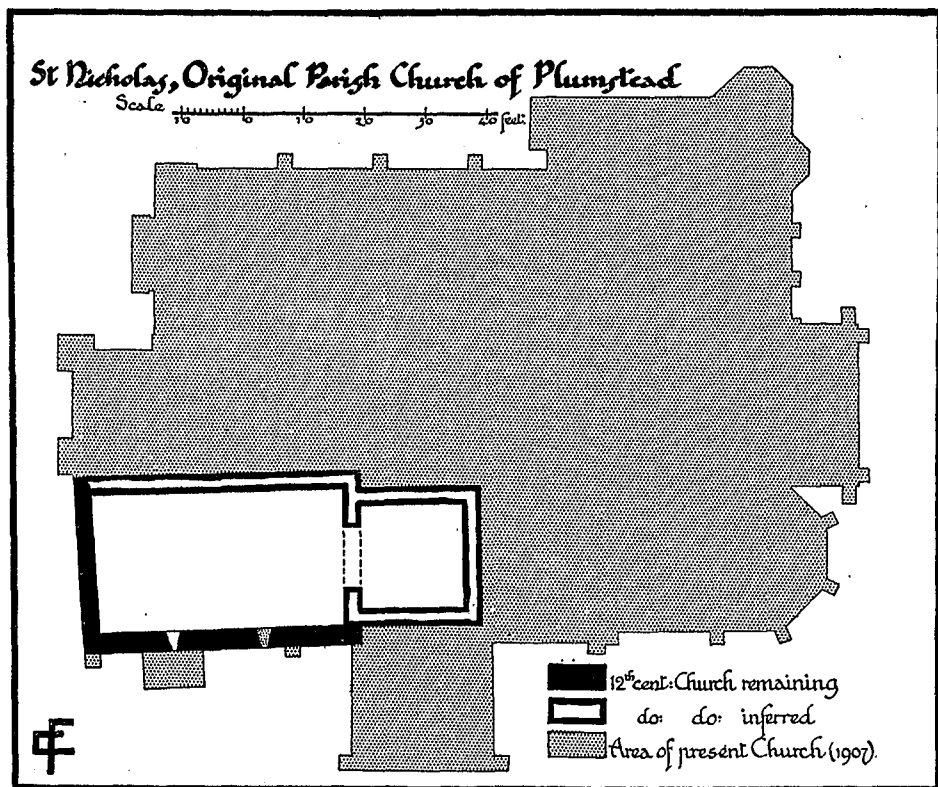 St Nicholas, Original Parish Church of Plumstead
Scale
10 0 10 20 30 40 feet:
12th cent: Church remaining
do: do: inferred
Area of present Church (1907).